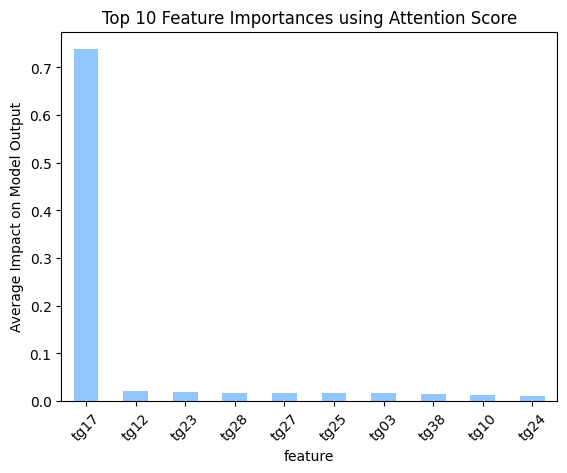 Top 10 Feature Importances using Attention Score
Average Impact on Model Output
0.7
0.6
0.5
0.4
0.3
0.2
0.1
0.0
tg17 tg12 tg23 tg28 tg27 tg25 tg03 tg38 tg10 tg24
feature